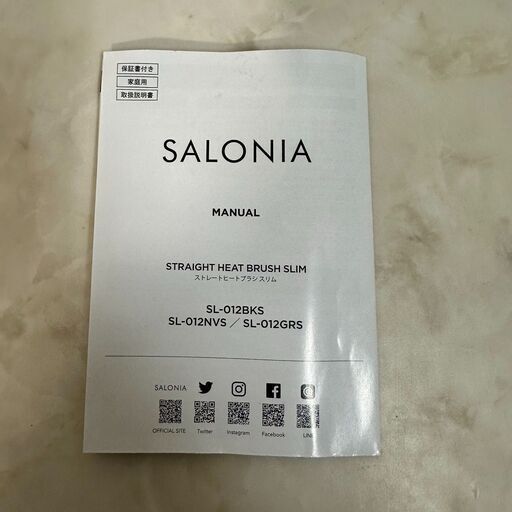 保証書付き
家庭用
取扱説明書
SALONIA
MANUAL
STRAIGHT HEAT BRUSH SLIM
ストレートヒートブラシ スリム
SL-012BKS
SL-012NVS / SL-012GRS
SALONIA
OFFICIAL SITE Twitter Instagram Facebook LINE